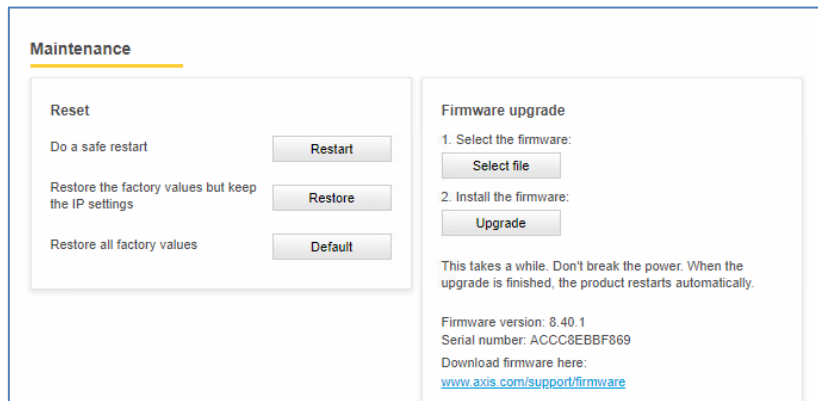 Maintenance
Reset
Do a safe restart
Restart
Restore the factory values but keep
the IP settings
Restore
Restore all factory values
Default
Firmware upgrade
1. Select the firmware:
Select file
2. Install the firmware:
Upgrade
This takes a while. Don't break the power. When the
upgrade is finished, the product restarts automatically.
Firmware version: 8.40.1
Serial number: ACCC8EBBF869
Download firmware here:
www.axis.com/support/firmware